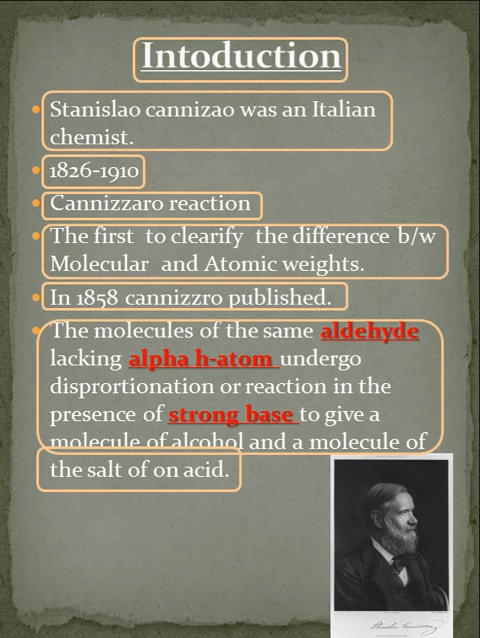 Intoduction
Stanislao cannizao was an Italian
chemist.
1826-1910
Cannizzaro reaction
The first to clearify the difference b/w
Molecular and Atomic weights.
In 1858 cannizzro published.
The molecules of the same aldehyde
lacking alpha h-atom undergo
disprortionation or reaction in the
presence of strong base to give a
molecule of alcohol and a molecule of
the salt of on acid.